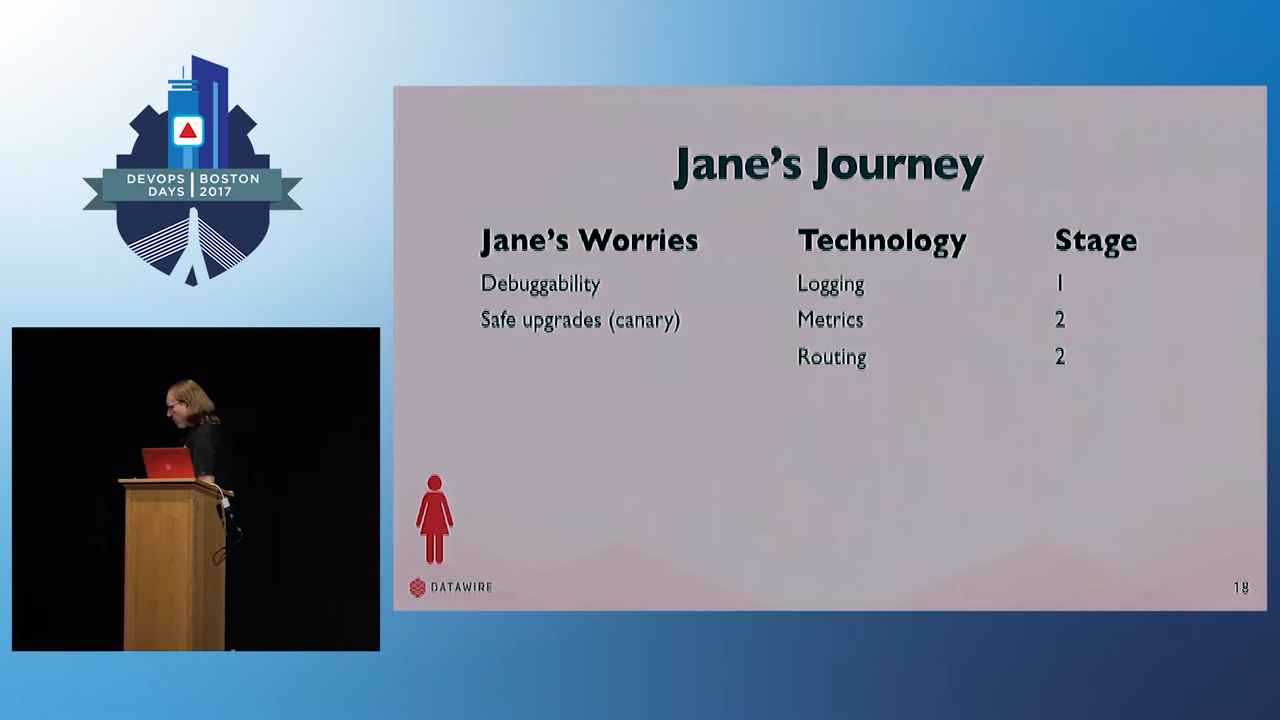 DEVOPS | BOSTON
DAYS | 2017
Jane's Journey
Jane's Worries Technology Stage
Debuggability Logging 1
Safe upgrades (canary) Metrics 2
Routing 2
DATAWIRE
18